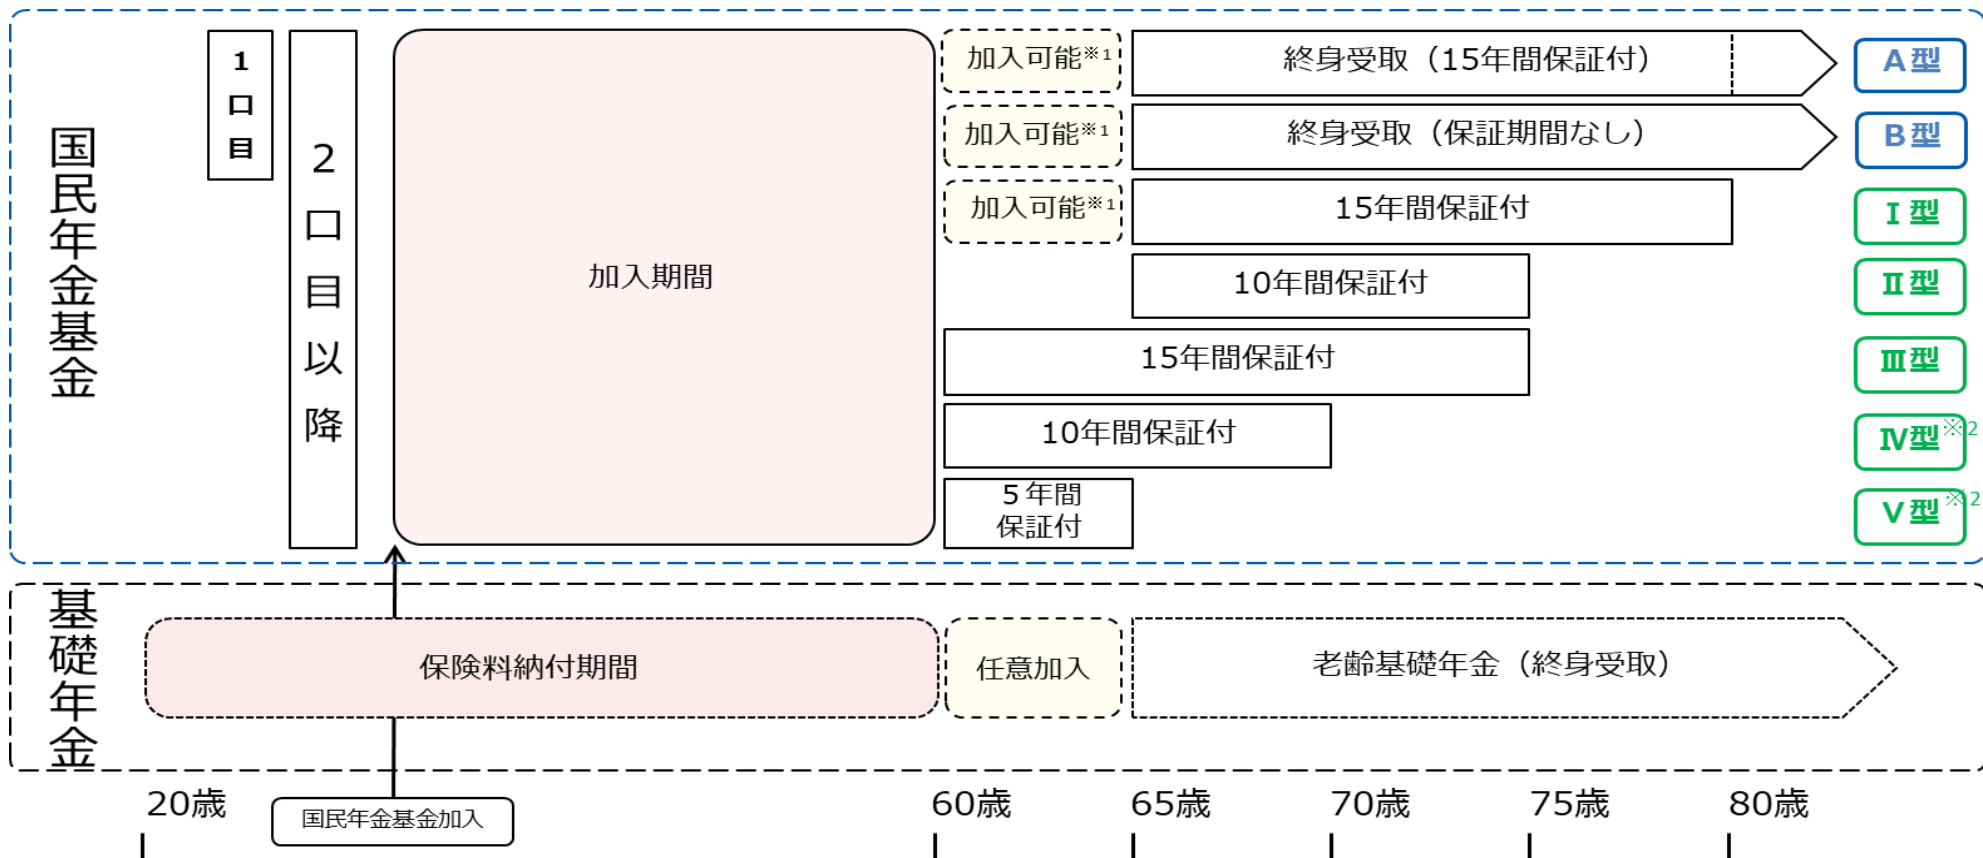 国民年金基金
1口目
2口目以降
加入期間
加入可能※1
終身受取（15年間保証付）
A型
加入可能※1
終身受取（保証期間なし）
B型
加入可能※1
15年間保証付
Ⅰ型
10年間保証付
Ⅱ型
15年間保証付
Ⅲ型
10年間保証付
Ⅳ型※2
５年間
保証付
Ⅴ型※2
基礎年金
保険料納付期間
任意加入
老齢基礎年金（終身受取）
20歳
国民年金基金加入
60歳
65歳
70歳
75歳
80歳